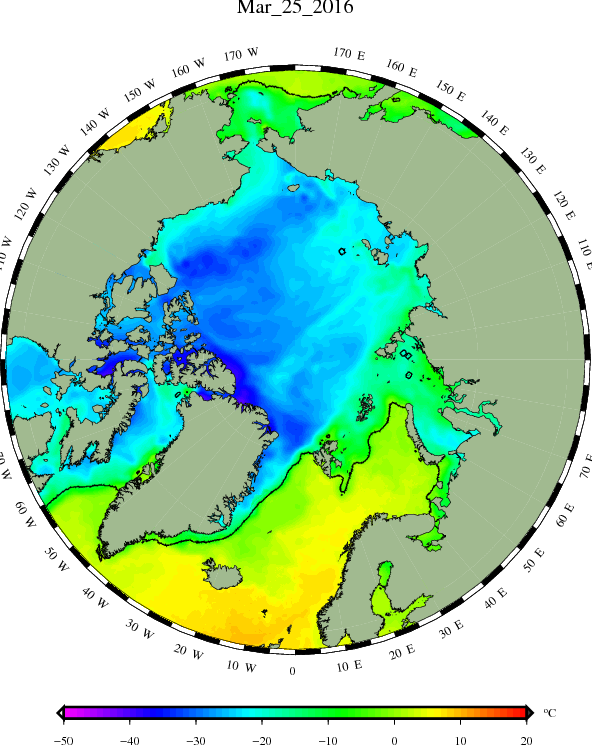 Mar_25_2016
170 W
170 E
160 W
160 E
150 W
150 E
140 W
140 E
130 W
130 E
120 W
120 E
110 E
70 E
60 W
60 E
50 W
50 E
40 W
40 E
30 W
30 E
20 W
20 E
10 W
10 E
0
°C
−50 −40 −30 −20 −10 0 10 20